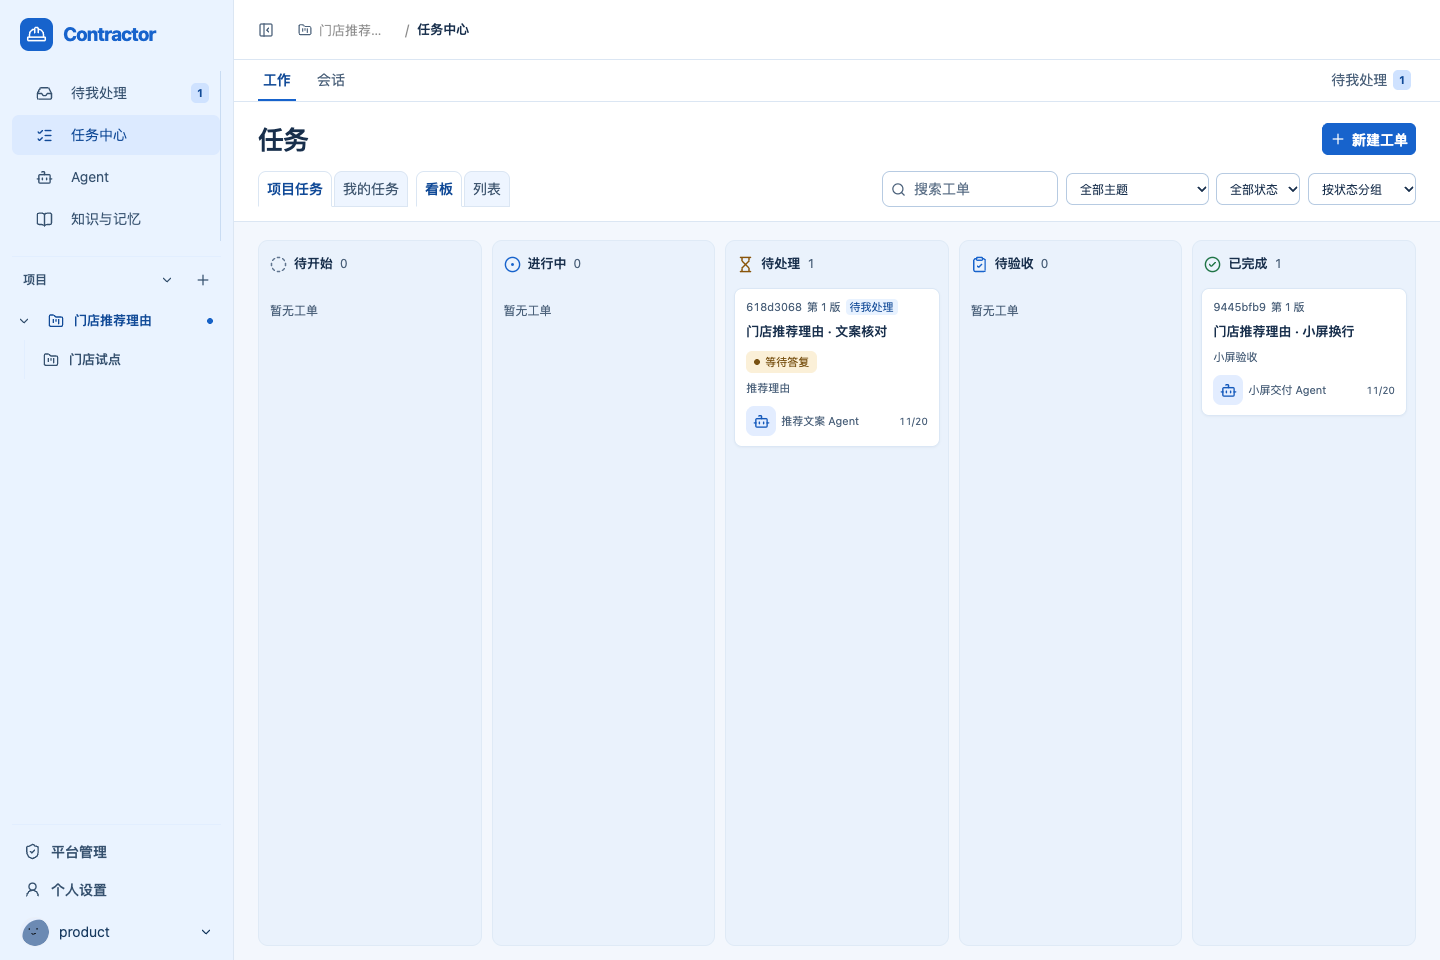 Contractor
待我处理 1
任务中心
Agent
知识与记忆
项目
门店推荐理由
门店试点
平台管理
个人设置
product
门店推荐... / 任务中心
工作 会话 待我处理 1
任务
新建工单
项目任务 我的任务 看板 列表 搜索工单 全部主题 全部状态 按状态分组
待开始 0
暂无工单
进行中 0
暂无工单
待处理 1
618d3068 第 1 版 待我处理
门店推荐理由 · 文案核对
等待答复
推荐理由
推荐文案 Agent 11/20
待验收 0
暂无工单
已完成 1
9445bfb9 第 1 版
门店推荐理由 · 小屏换行
小屏验收
小屏交付 Agent 11/20